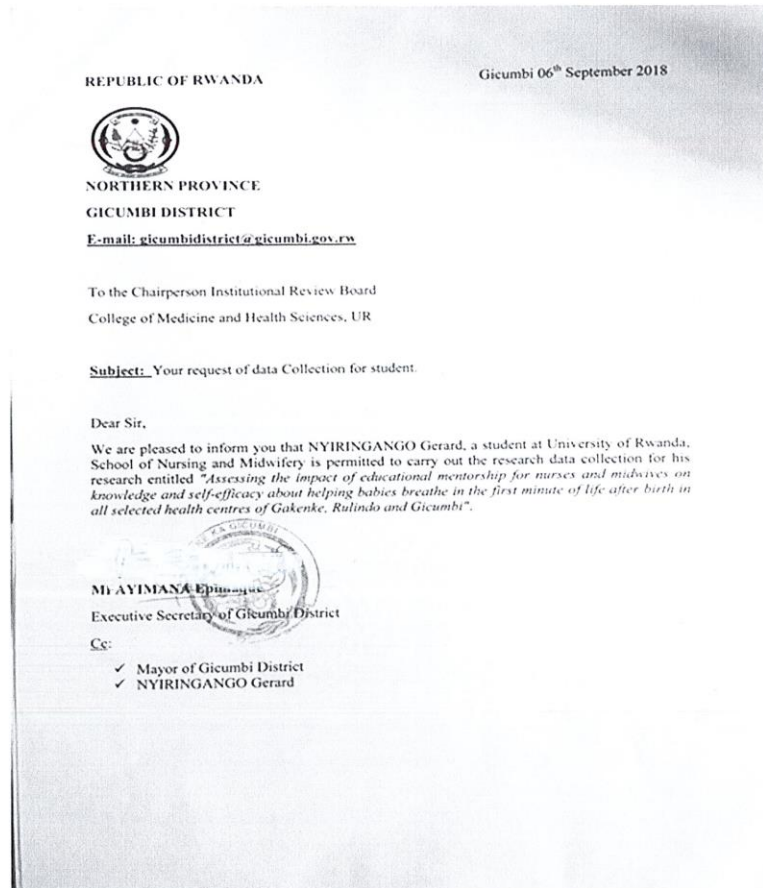 Gicumbi 06th September 2018
REPUBLIC OF RWANDA
NORTHERN PROVINCE
GICUMBI DISTRICT
E-mail: gicumbidistrict@gicumbi.gov.rw
To the Chairperson Institutional Review Board
College of Medicine and Health Sciences, UR
Subject: Your request of data Collection for student.
Dear Sir,
We are pleased to inform you that NYIRINGANGO Gerard, a student at University of Rwanda,
School of Nursing and Midwifery is permitted to carry out the research data collection for his
research entitled "Assessing the impact of educational mentorship for nurses and midwives on
knowledge and self-efficacy about helping babies breathe in the first minute of life after birth in
all selected health centres of Gakenke, Rulindo and Gicumbi".
KA GICUMBI
AYIMANA
Executive Secretary of Gicumbi District
Cc:
✓ Mayor of Gicumbi District
✓ NYIRINGANGO Gerard